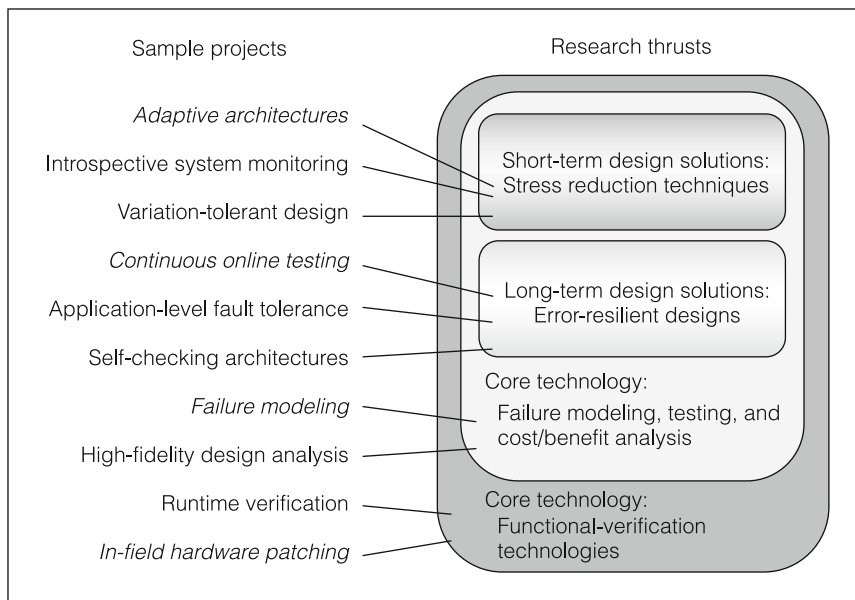 Sample projects
Research thrusts
Adaptive architectures
Introspective system monitoring
Variation-tolerant design
Continuous online testing
Application-level fault tolerance
Self-checking architectures
Failure modeling
High-fidelity design analysis
Runtime verification
In-field hardware patching
Short-term design solutions:
Stress reduction techniques
Long-term design solutions:
Error-resilient designs
Core technology:
Failure modeling, testing, and
cost/benefit analysis
Core technology:
Functional-verification
technologies